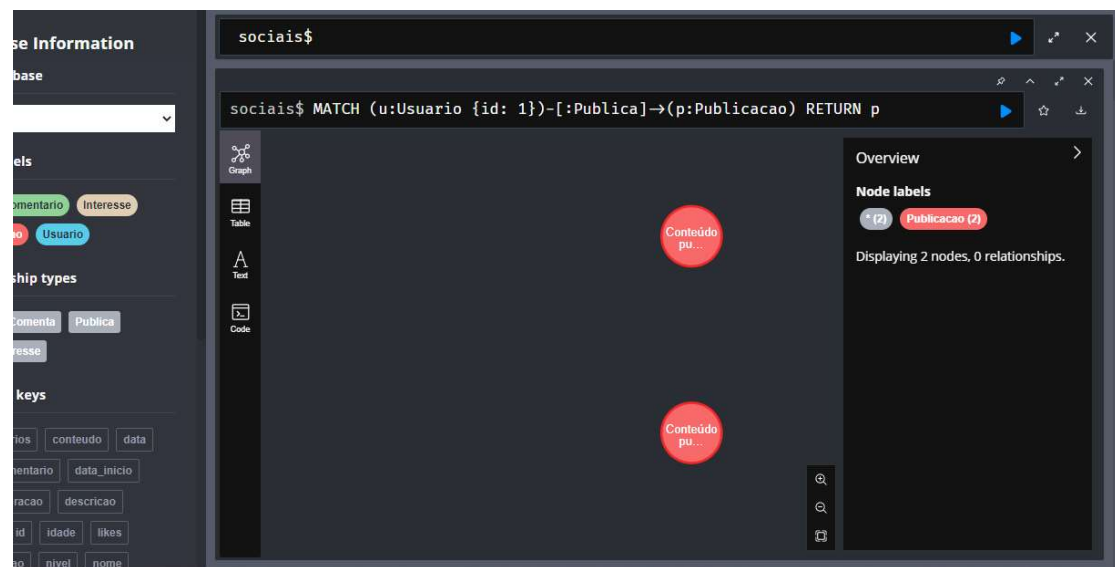 se Information
base
els
omentario Interesse
Usuario
ship types
Comenta Publica
resse
keys
rios conteudo data
nentario data_inicio
racao descricao
id idade likes
ao nivel nome
sociais$
sociais$ MATCH (u:Usuario {id: 1})-[:Publica]→(p:Publicacao) RETURN p
Graph
Table
Text
Code
Conteúdo
pu...
Conteúdo
pu...
Overview
Node labels
* (2) Publicacao (2)
Displaying 2 nodes, 0 relationships.